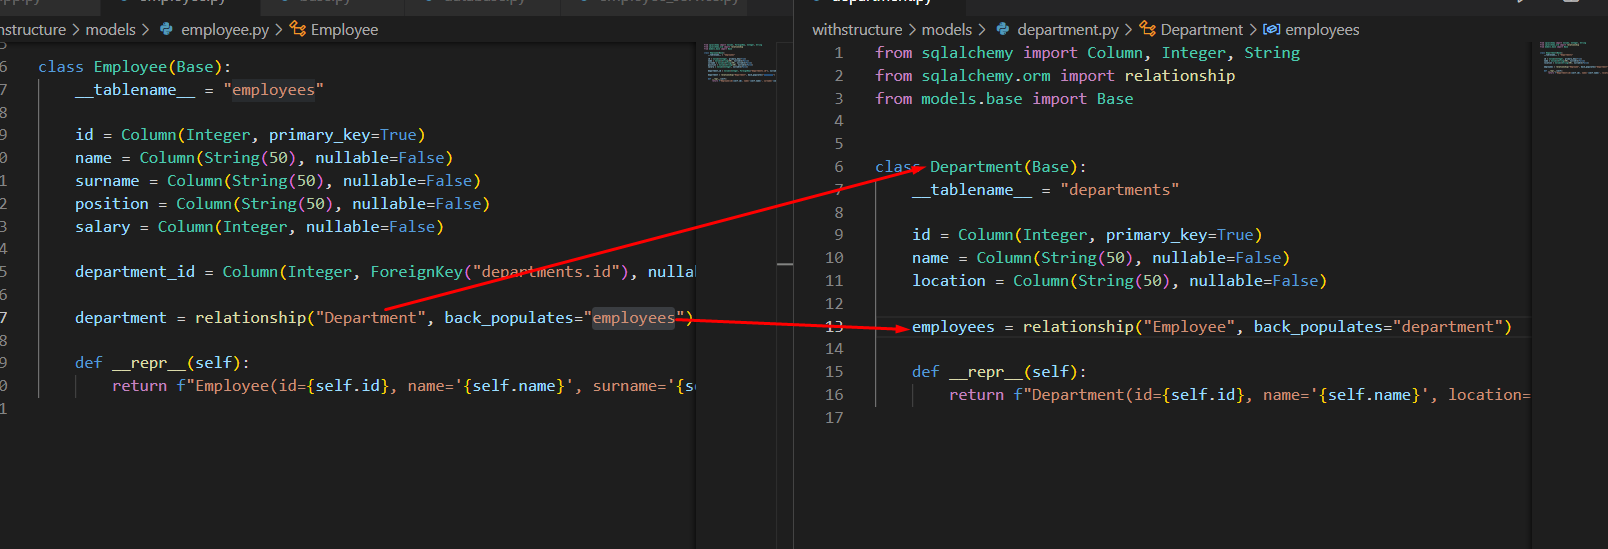 employee.py
department.py
hstructure > models > employee.py > Employee
6 class Employee(Base):
7 __tablename__ = "employees"
8
9 id = Column(Integer, primary_key=True)
0 name = Column(String(50), nullable=False)
1 surname = Column(String(50), nullable=False)
2 position = Column(String(50), nullable=False)
3 salary = Column(Integer, nullable=False)
4
5 department_id = Column(Integer, ForeignKey("departments.id"), nulla
6
7 department = relationship("Department", back_populates="employees")
8
9 def __repr__(self):
0 return f"Employee(id={self.id}, name='{self.name}', surname='{s
1
withstructure > models > department.py > Department > employees
1 from sqlalchemy import Column, Integer, String
2 from sqlalchemy.orm import relationship
3 from models.base import Base
4
5
6 class Department(Base):
7 __tablename__ = "departments"
8
9 id = Column(Integer, primary_key=True)
10 name = Column(String(50), nullable=False)
11 location = Column(String(50), nullable=False)
12
13 employees = relationship("Employee", back_populates="department")
14
15 def __repr__(self):
16 return f"Department(id={self.id}, name='{self.name}', location=
17